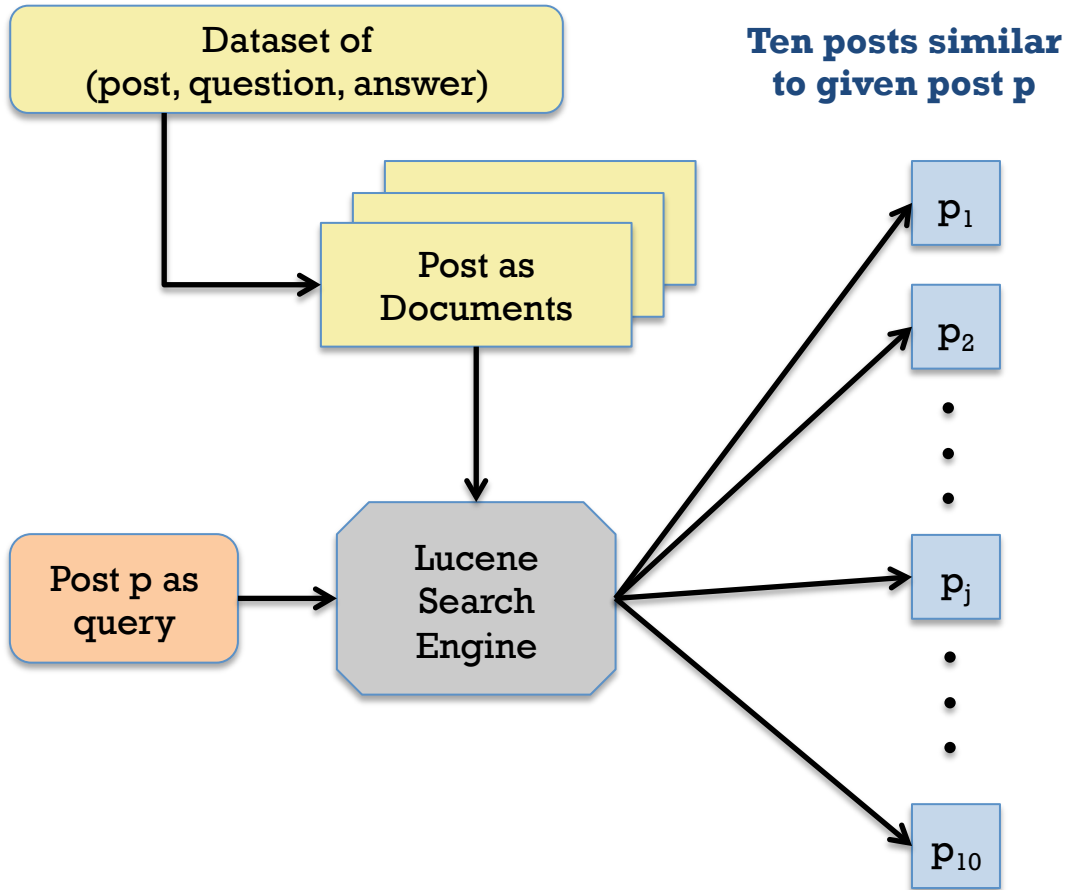 Dataset of
(post, question, answer)
Ten posts similar
to given post p
Post as
Documents
Post p as
query
Lucene
Search
Engine
p₁
p₂
pⱼ
p₁₀